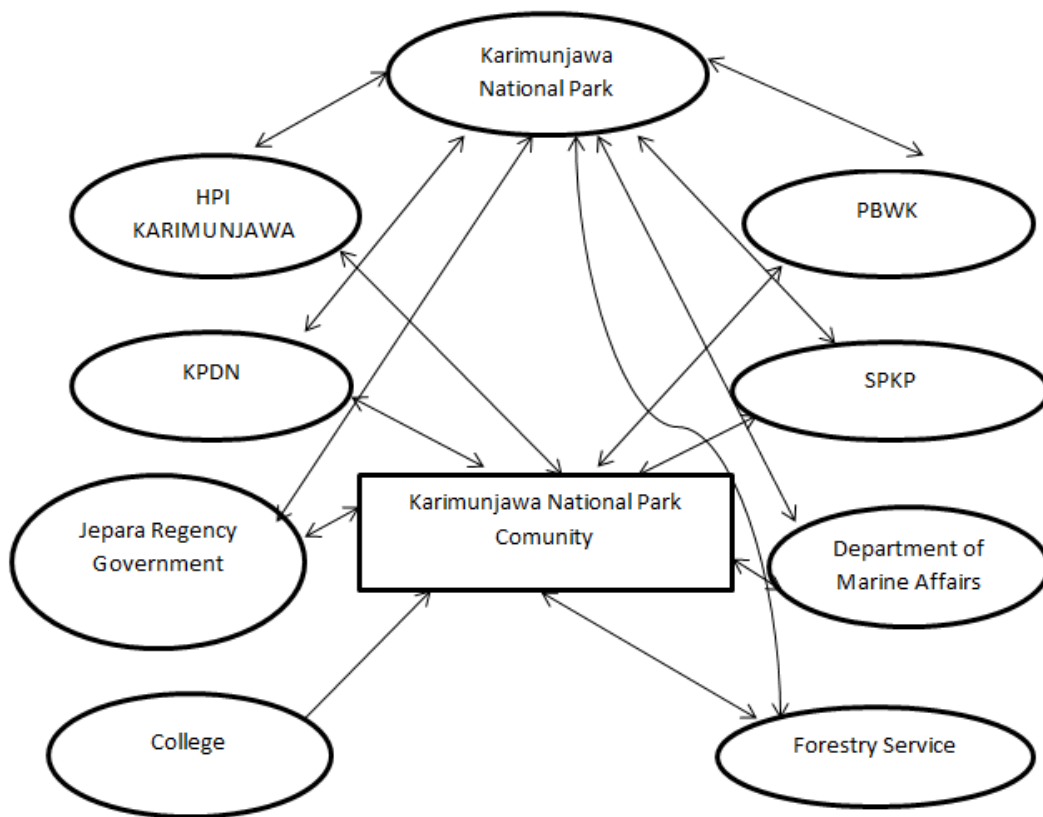 Karimunjawa
National Park
HPI
KARIMUNJAWA
PBWK
KPDN
SPKP
Karimunjawa National Park
Comunity
Jepara Regency
Government
Department of
Marine Affairs
College
Forestry Service